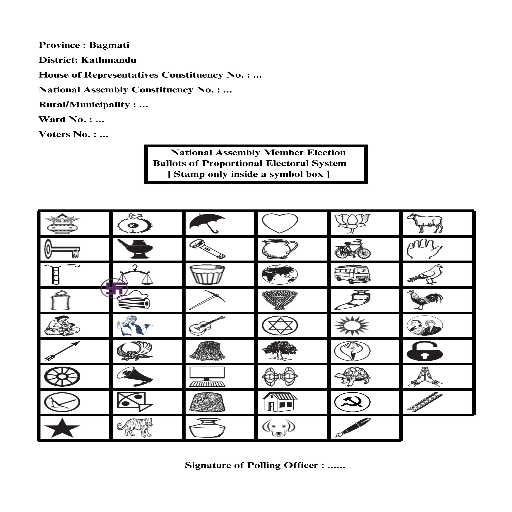 Province : Bagmati
District: Kathmandu
House of Representatives Constituency No. : ...
National Assembly Constituency No. : ...
Rural/Municipality : ...
Ward No. : ...
Voters No. : ...
National Assembly Member Election
Ballots of Proportional Electoral System
[ Stamp only inside a symbol box ]
Signature of Polling Officer : ......